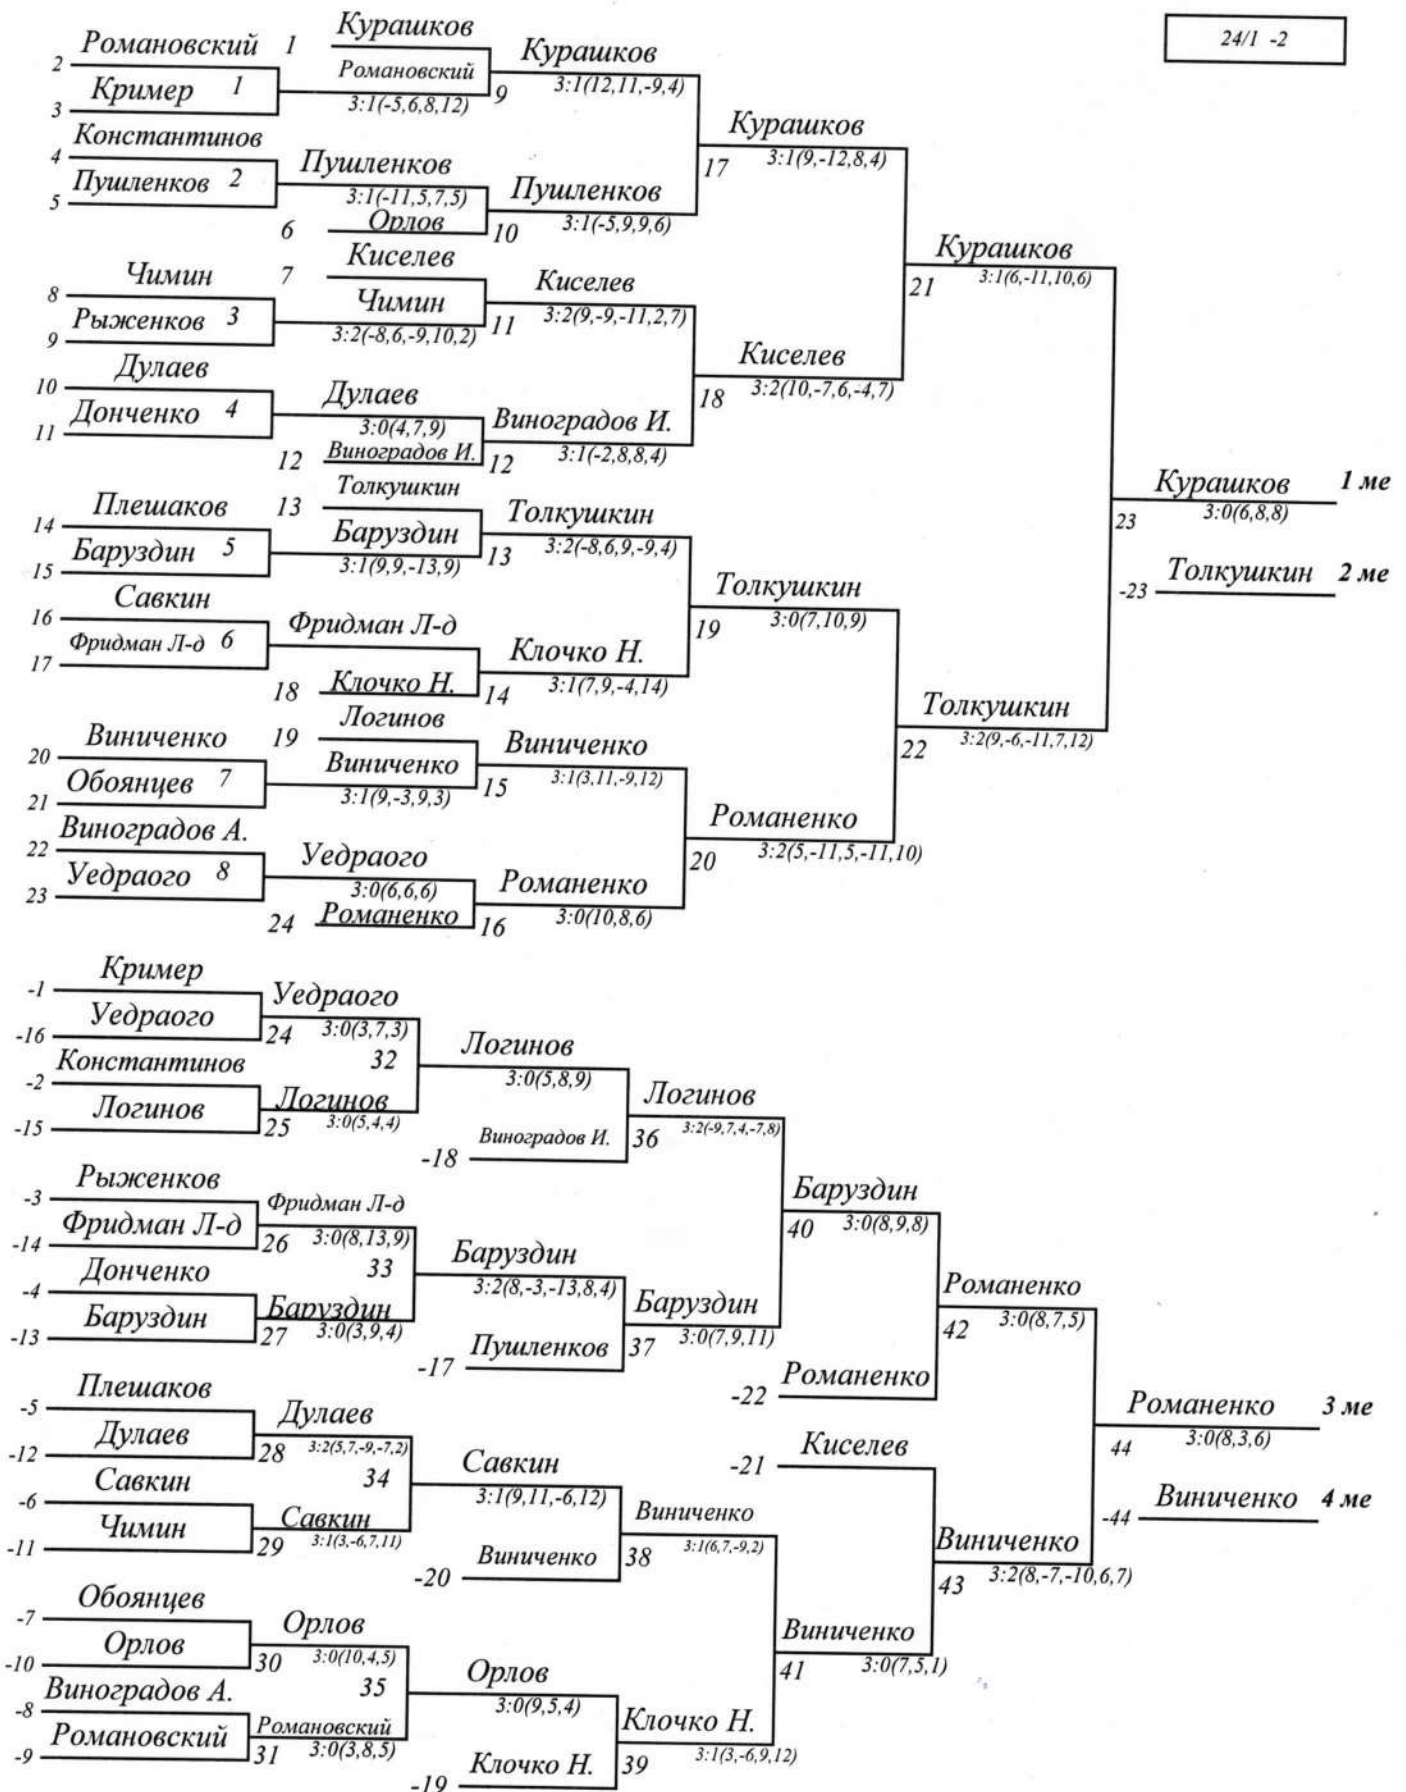 24/1 -2
Курашков
Романовский 1
2
Кример 1
3
Романовский
3:1(-5,6,8,12)
9
Курашков
3:1(12,11,-9,4)
Константинов
4
Пушленков 2
5
Пушленков
3:1(-11,5,7,5)
6 Орлов
10
Пушленков
3:1(-5,9,9,6)
Курашков
17 3:1(9,-12,8,4)
Чимин
8
Рыженков 3
9
7 Киселев
Чимин
3:2(-8,6,-9,10,2)
11
Киселев
3:2(9,-9,-11,2,7)
Дулаев
10
Донченко 4
11
Дулаев
3:0(4,7,9)
12 Виноградов И.
12
Виноградов И.
3:1(-2,8,8,4)
Киселев
18 3:2(10,-7,6,-4,7)
Курашков
21 3:1(6,-11,10,6)
Плешаков
14
Баруздин 5
15
13 Толкушкин
Баруздин
3:1(9,9,-13,9)
13
Толкушкин
3:2(-8,6,9,-9,4)
Савкин
16
Фридман Л-д 6
17
Фридман Л-д
18 Клочко Н.
14
Клочко Н.
3:1(7,9,-4,14)
Толкушкин
19 3:0(7,10,9)
Виниченко
20
Обоянцев 7
21
19 Логинов
Виниченко
3:1(9,-3,9,3)
15
Виниченко
3:1(3,11,-9,12)
Виноградов А.
22
Уедраого 8
23
Уедраого
3:0(6,6,6)
24 Романенко
16
Романенко
3:0(10,8,6)
Романенко
20 3:2(5,-11,5,-11,10)
Толкушкин
22 3:2(9,-6,-11,7,12)
Курашков 1 ме
23 3:0(6,8,8)
-23 Толкушкин 2 ме
Кример
-1
Уедраого
-16
Уедраого
24 3:0(3,7,3)
32
Константинов
-2
Логинов
-15
Логинов
25 3:0(5,4,4)
Логинов
3:0(5,8,9)
-18 Виноградов И.
Логинов
36 3:2(-9,7,4,-7,8)
Рыженков
-3
Фридман Л-д
-14
Фридман Л-д
26 3:0(8,13,9)
33
Донченко
-4
Баруздин
-13
Баруздин
27 3:0(3,9,4)
Баруздин
3:2(8,-3,-13,8,4)
-17 Пушленков
Баруздин
37 3:0(7,9,11)
Баруздин
40 3:0(8,9,8)
-22 Романенко
Романенко
42 3:0(8,7,5)
Плешаков
-5
Дулаев
-12
Дулаев
28 3:2(5,7,-9,-7,2)
34
Савкин
-6
Чимин
-11
Савкин
29 3:1(3,-6,7,11)
Савкин
3:1(9,11,-6,12)
-20 Виниченко
Виниченко
38 3:1(6,7,-9,2)
Обоянцев
-7
Орлов
-10
Орлов
30 3:0(10,4,5)
35
Виноградов А.
-8
Романовский
-9
Романовский
31 3:0(3,8,5)
Орлов
3:0(9,5,4)
-19 Клочко Н.
Клочко Н.
39 3:1(3,-6,9,12)
Виниченко
41 3:0(7,5,1)
-21 Киселев
Виниченко
43 3:2(8,-7,-10,6,7)
Романенко 3 ме
44 3:0(8,3,6)
-44 Виниченко 4 ме